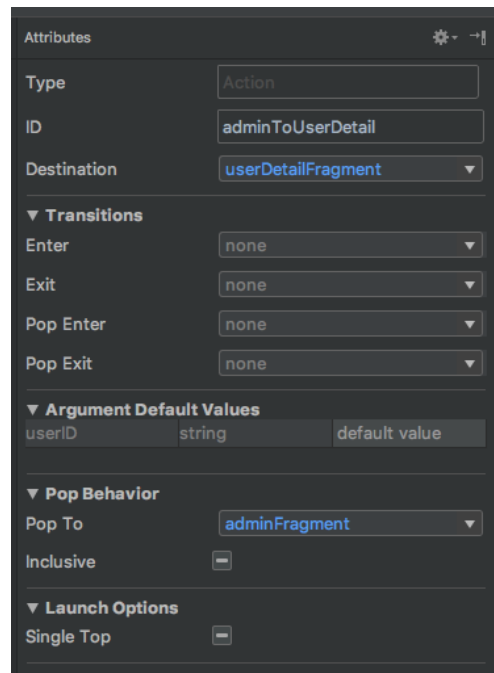 Attributes
Type Action
ID adminToUserDetail
Destination userDetailFragment
Transitions
Enter none
Exit none
Pop Enter none
Pop Exit none
Argument Default Values
userID string default value
Pop Behavior
Pop To adminFragment
Inclusive
Launch Options
Single Top